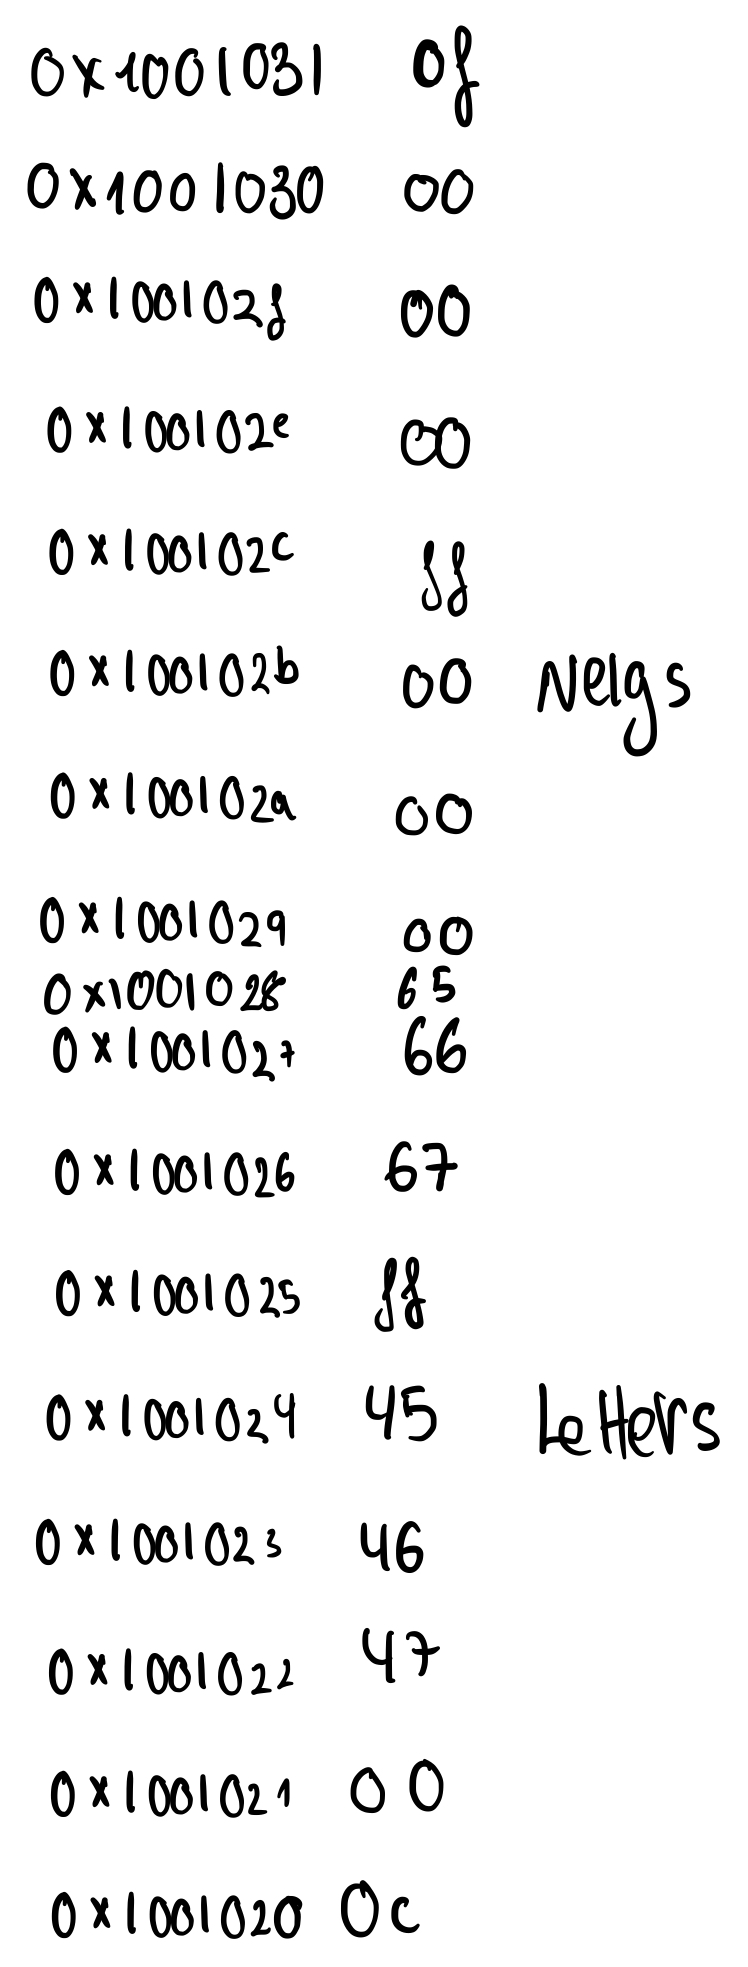 0x1001031 0f
0x1001030 00
0x100102f 00
0x100102e 00
0x100102c ff
0x100102b 00 Nelgs
0x100102a 00
0x1001029 00
0x1001028 65
0x1001027 66
0x1001026 67
0x1001025 ff
0x1001024 45 Letters
0x1001023 46
0x1001022 47
0x1001021 00
0x1001020 0c